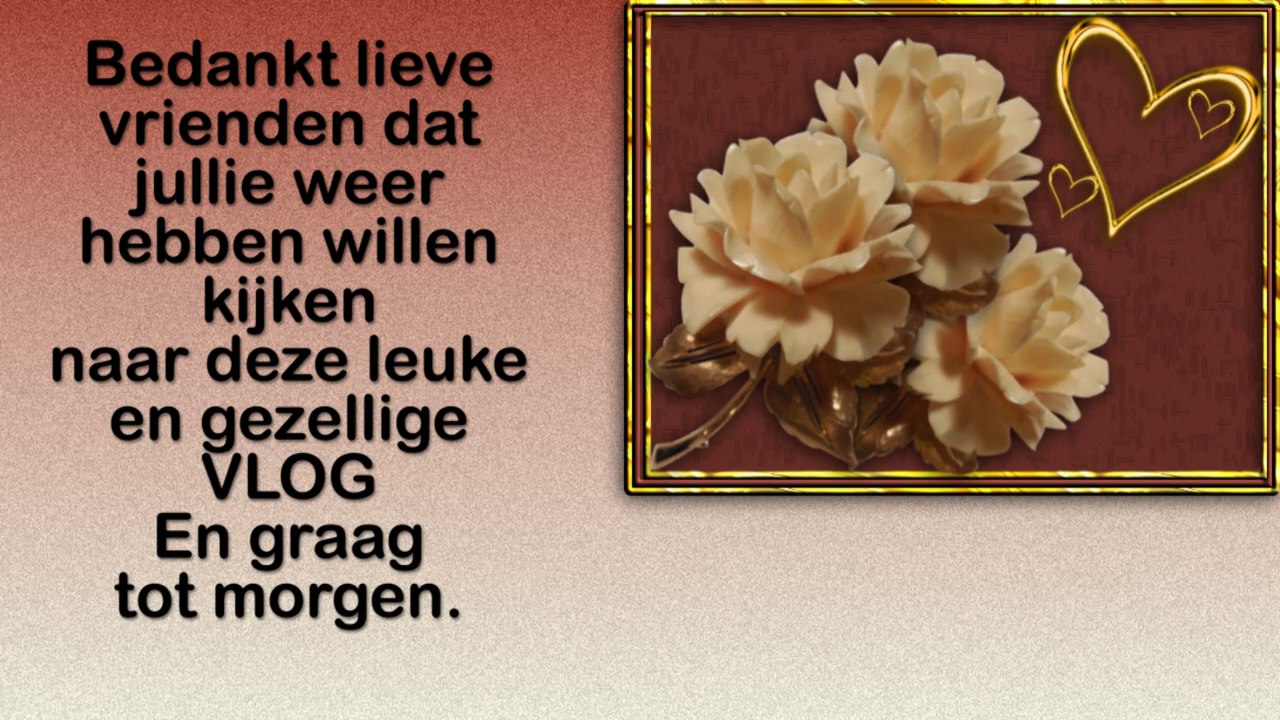 Bedankt lieve
vrienden dat
jullie weer
hebben willen
kijken
naar deze leuke
en gezellige
VLOG
En graag
tot morgen.